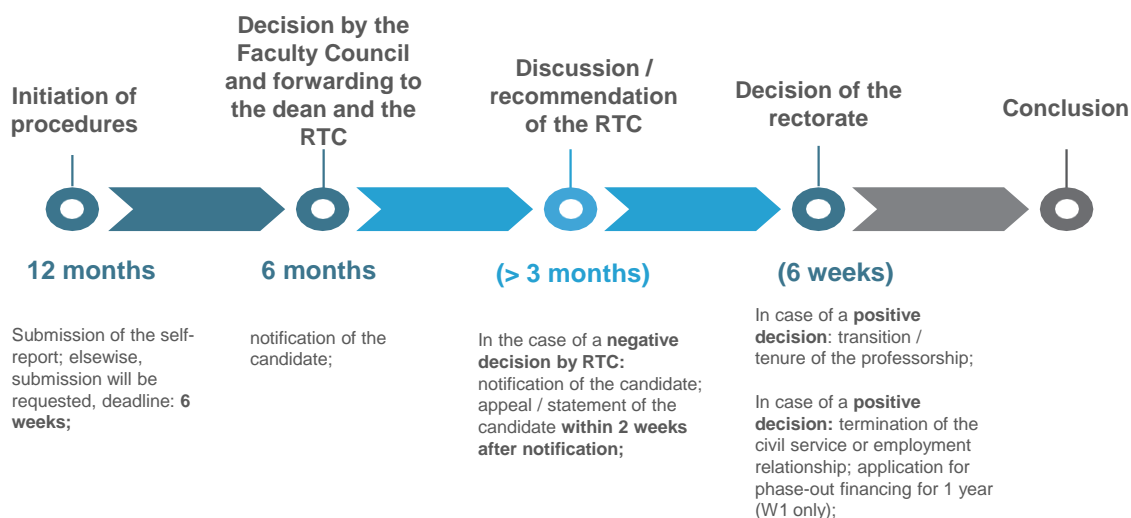 Initiation of
procedures
Decision by the
Faculty Council
and forwarding to
the dean and the
RTC
Discussion /
recommendation
of the RTC
Decision of the
rectorate
Conclusion
12 months
6 months
(> 3 months)
(6 weeks)
Submission of the self-
report; elsewise,
submission will be
requested, deadline: 6
weeks;
notification of the
candidate;
In the case of a negative
decision by RTC:
notification of the candidate;
appeal / statement of the
candidate within 2 weeks
after notification;
In case of a positive
decision: transition /
tenure of the professorship;
In case of a positive
decision: termination of the
civil service or employment
relationship; application for
phase-out financing for 1 year
(W1 only);